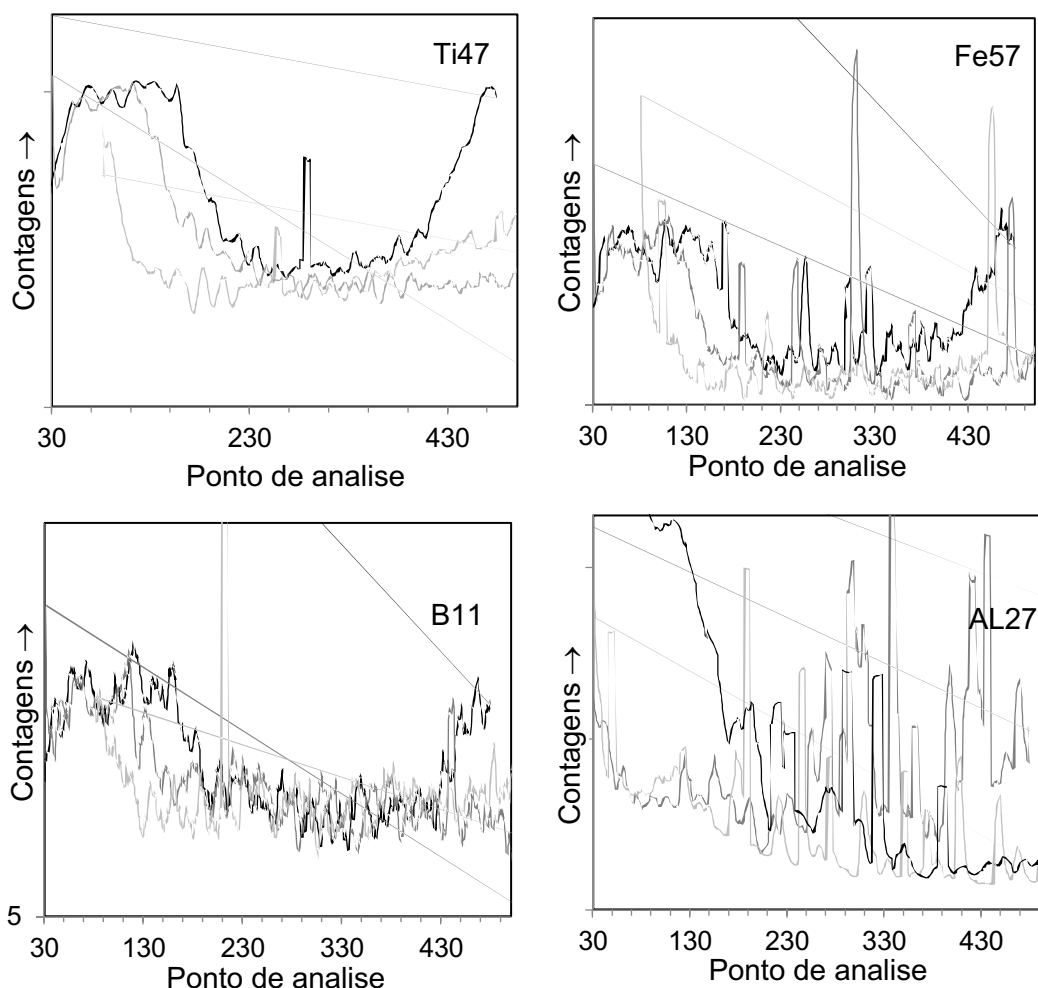 Ti47
Contagens →
30 230 430
Ponto de analise
Fe57
Contagens →
30 130 230 330 430
Ponto de analise
B11
Contagens →
5
30 130 230 330 430
Ponto de analise
AL27
Contagens →
30 130 230 330 430
Ponto de analise